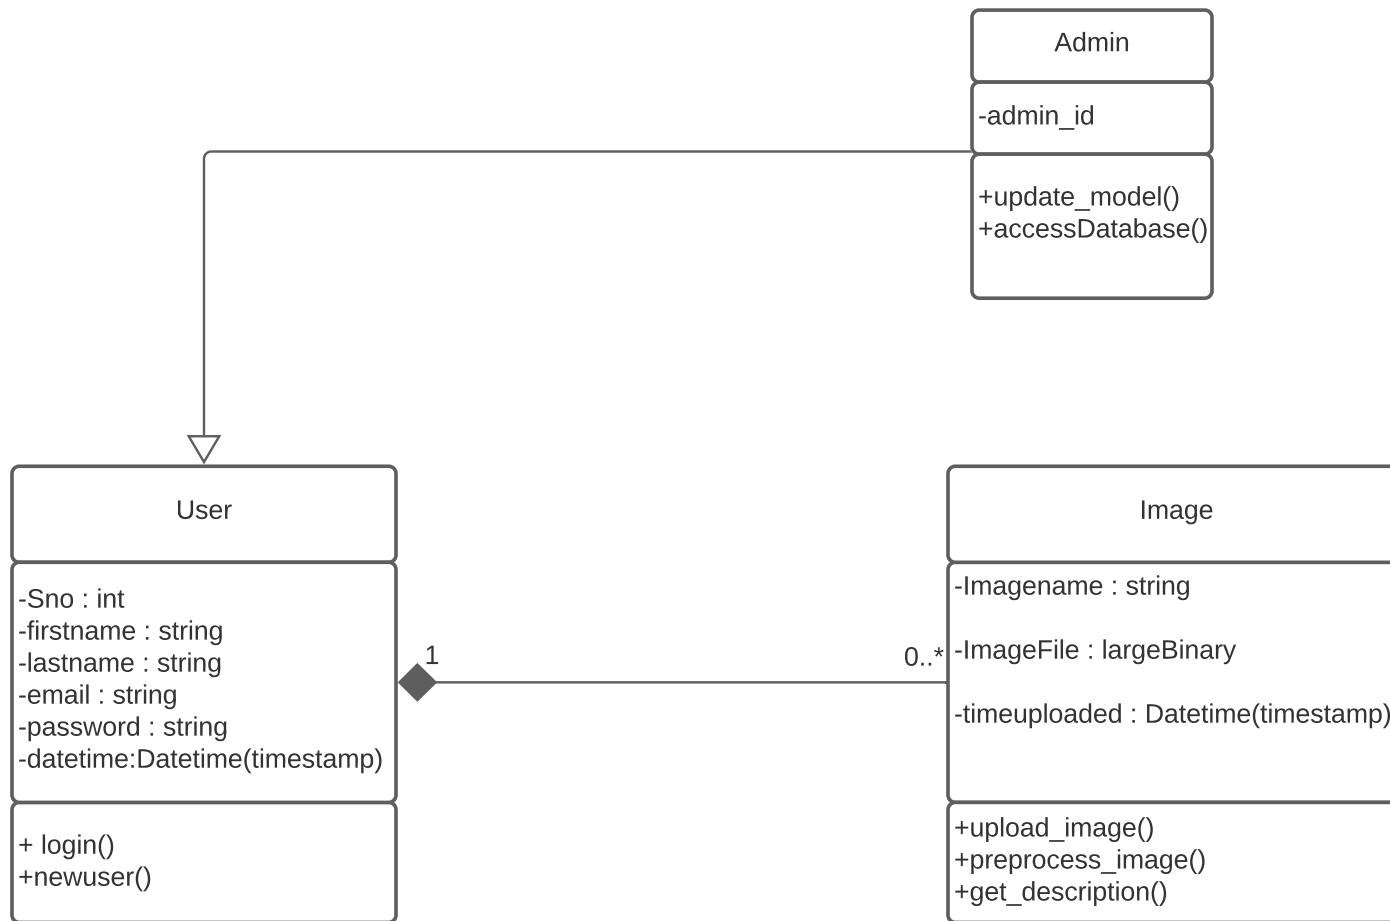 Admin
-admin_id
+update_model()
+accessDatabase()
User
-Sno : int
-firstname : string
-lastname : string
-email : string
-password : string
-datetime:Datetime(timestamp)
+ login()
+newuser()
1
0..*
Image
-Imagename : string
-ImageFile : largeBinary
-timeuploaded : Datetime(timestamp)
+upload_image()
+preprocess_image()
+get_description()